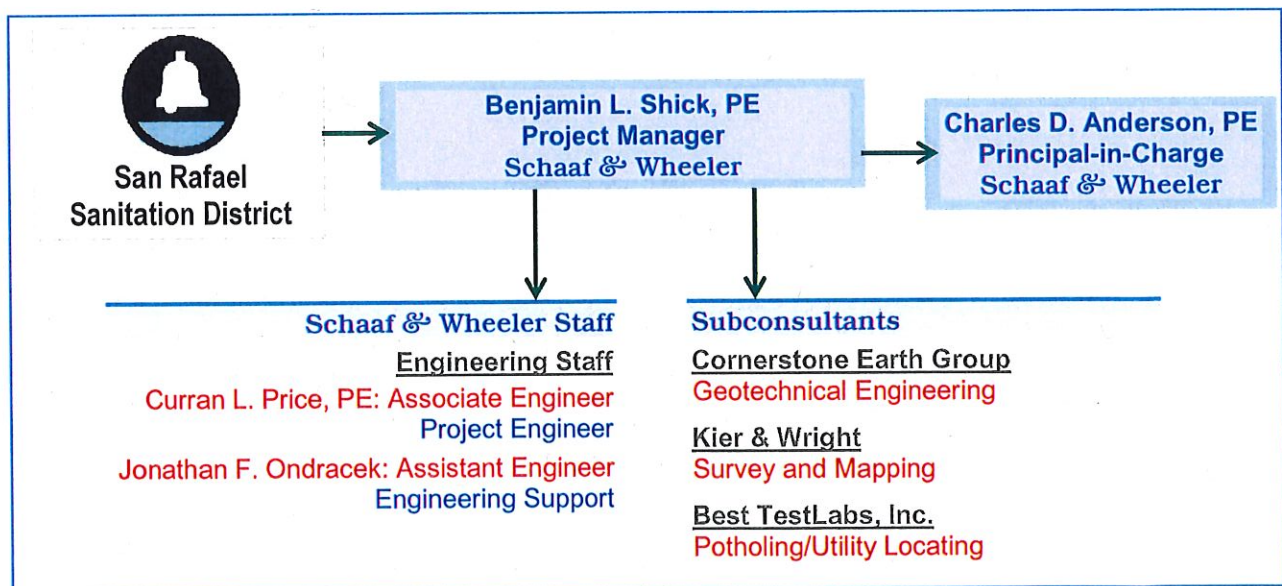 San Rafael
Sanitation District
Benjamin L. Shick, PE
Project Manager
Schaaf & Wheeler
Charles D. Anderson, PE
Principal-in-Charge
Schaaf & Wheeler
Schaaf & Wheeler Staff
Engineering Staff
Curran L. Price, PE: Associate Engineer
Project Engineer
Jonathan F. Ondracek: Assistant Engineer
Engineering Support
Subconsultants
Cornerstone Earth Group
Geotechnical Engineering
Kier & Wright
Survey and Mapping
Best TestLabs, Inc.
Potholing/Utility Locating